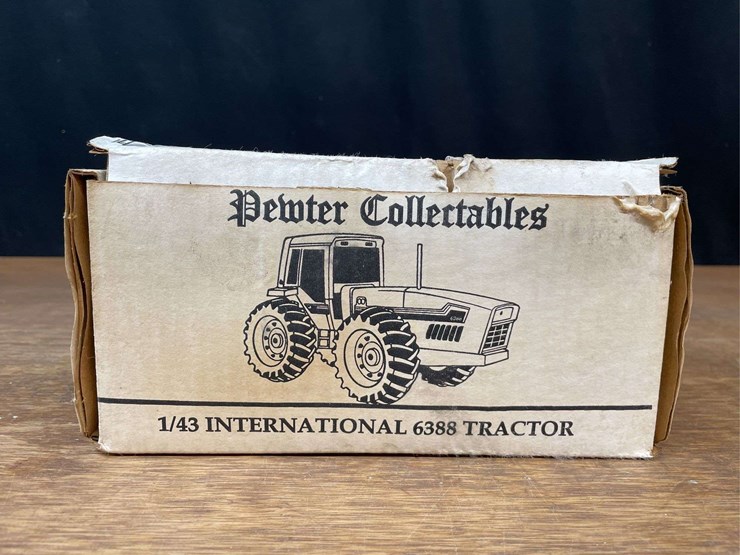 Pewter Collectables
1/43 INTERNATIONAL 6388 TRACTOR